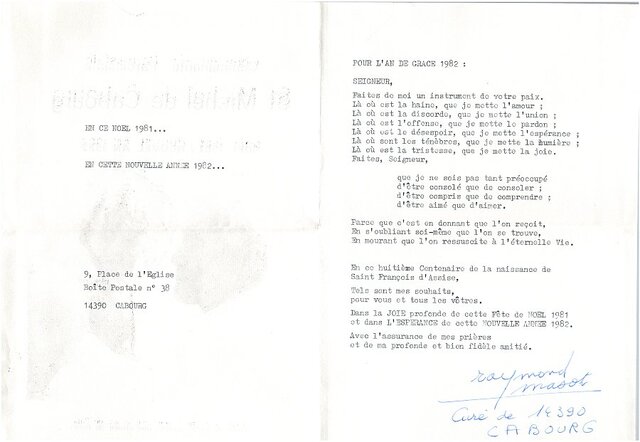 EN CE NOEL 1981...
EN CETTE NOUVELLE ANNEE 1982...
9, Place de l'Eglise
Boîte Postale n° 38
14390 CABOURG
POUR L'AN DE GRACE 1982 :
SEIGNEUR,
Faites de moi un instrument de votre paix.
Là où est la haine, que je mette l'amour ;
Là où est la discorde, que je mette l'union ;
Là où est l'offense, que je mette le pardon ;
Là où est le désespoir, que je mette l'espérance ;
Là où sont les ténèbres, que je mette la lumière ;
Là où est la tristesse, que je mette la joie.
Faites, Seigneur,
que je ne sois pas tant préoccupé
d'être consolé que de consoler ;
d'être compris que de comprendre ;
d'être aimé que d'aimer.
Parce que c'est en donnant que l'on reçoit,
En s'oubliant soi-même que l'on se trouve,
En mourant que l'on ressuscite à l'éternelle Vie.
En ce huitième Centenaire de la naissance de
Saint François d'Assise,
Tels sont mes souhaits,
pour vous et tous les vôtres.
Dans la JOIE profonde de cette Fête de NOEL 1981
et dans L'ESPERANCE de cette NOUVELLE ANNEE 1982.
Avec l'assurance de mes prières
et de ma profonde et bien fidèle amitié.
raymond
masot
Curé de 14390
CABOURG